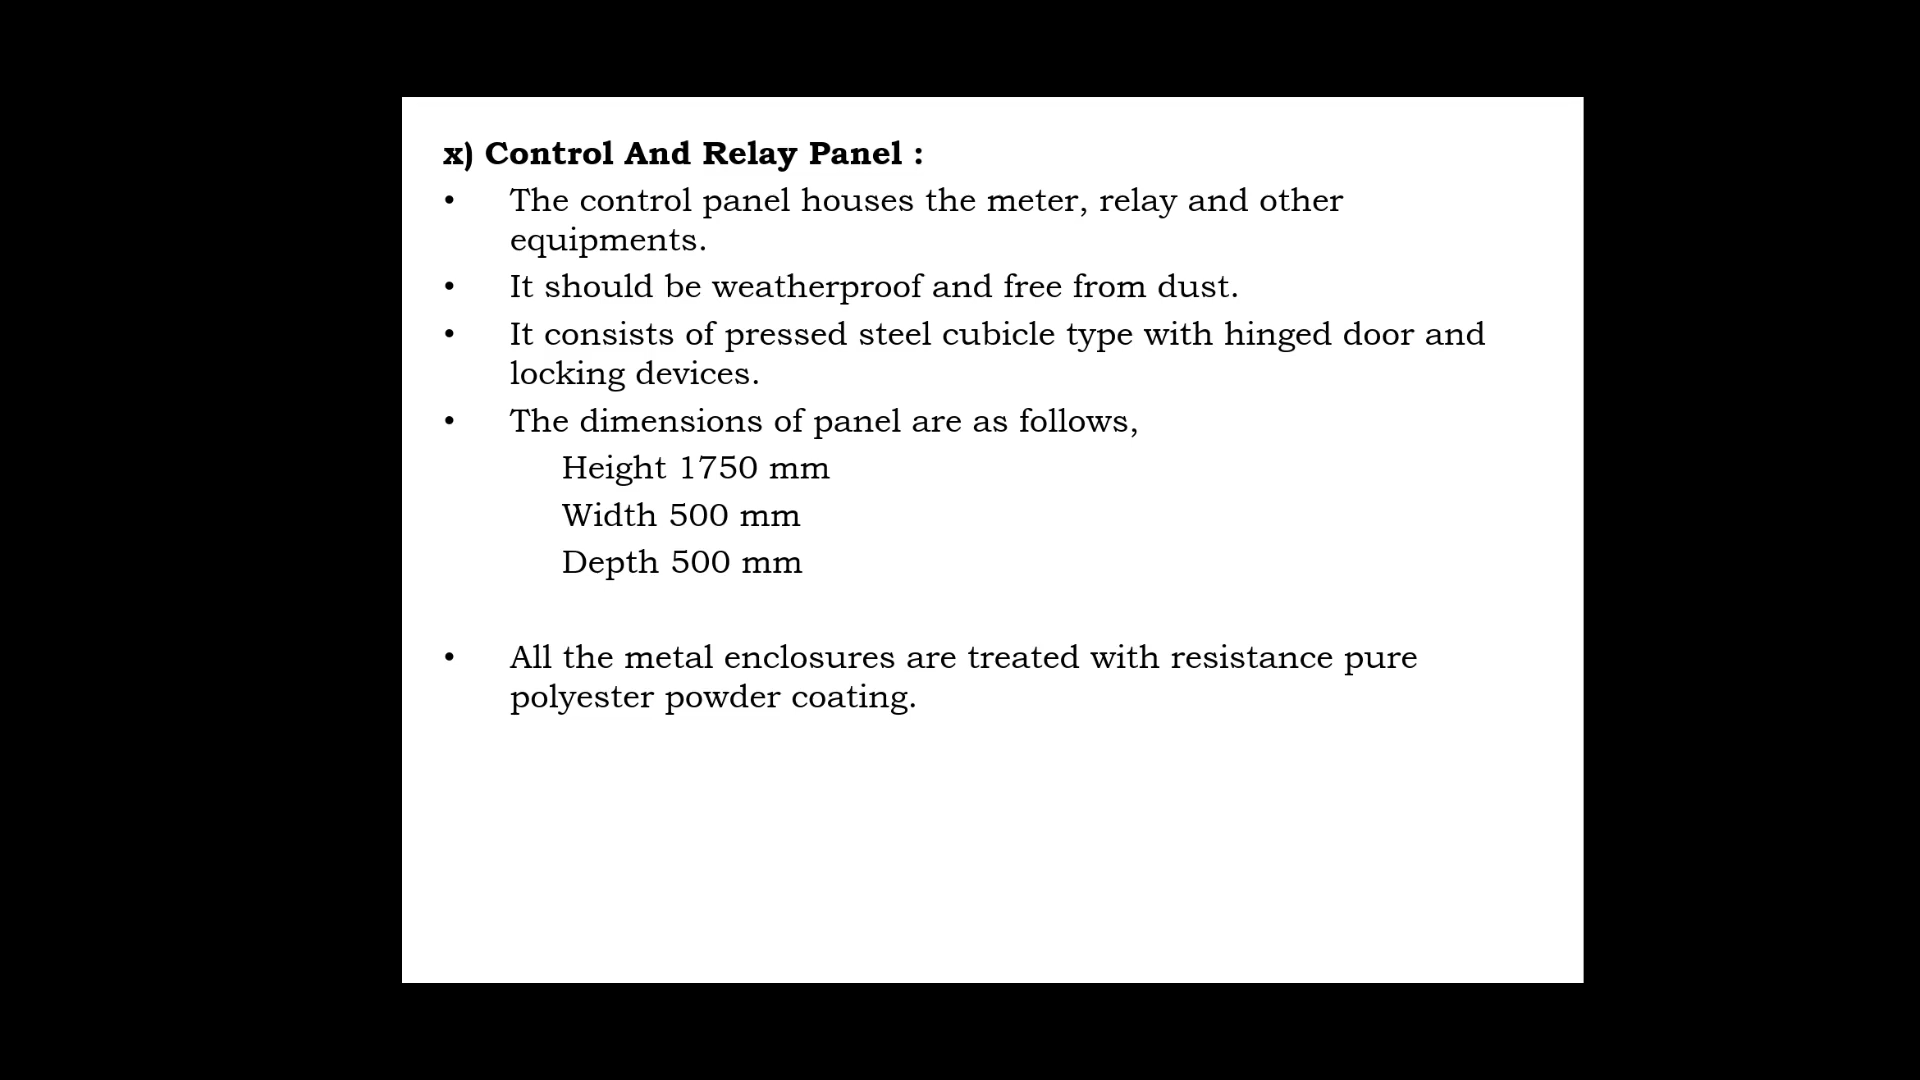 x) Control And Relay Panel :
• The control panel houses the meter, relay and other
equipments.
• It should be weatherproof and free from dust.
• It consists of pressed steel cubicle type with hinged door and
locking devices.
• The dimensions of panel are as follows,
Height 1750 mm
Width 500 mm
Depth 500 mm
• All the metal enclosures are treated with resistance pure
polyester powder coating.